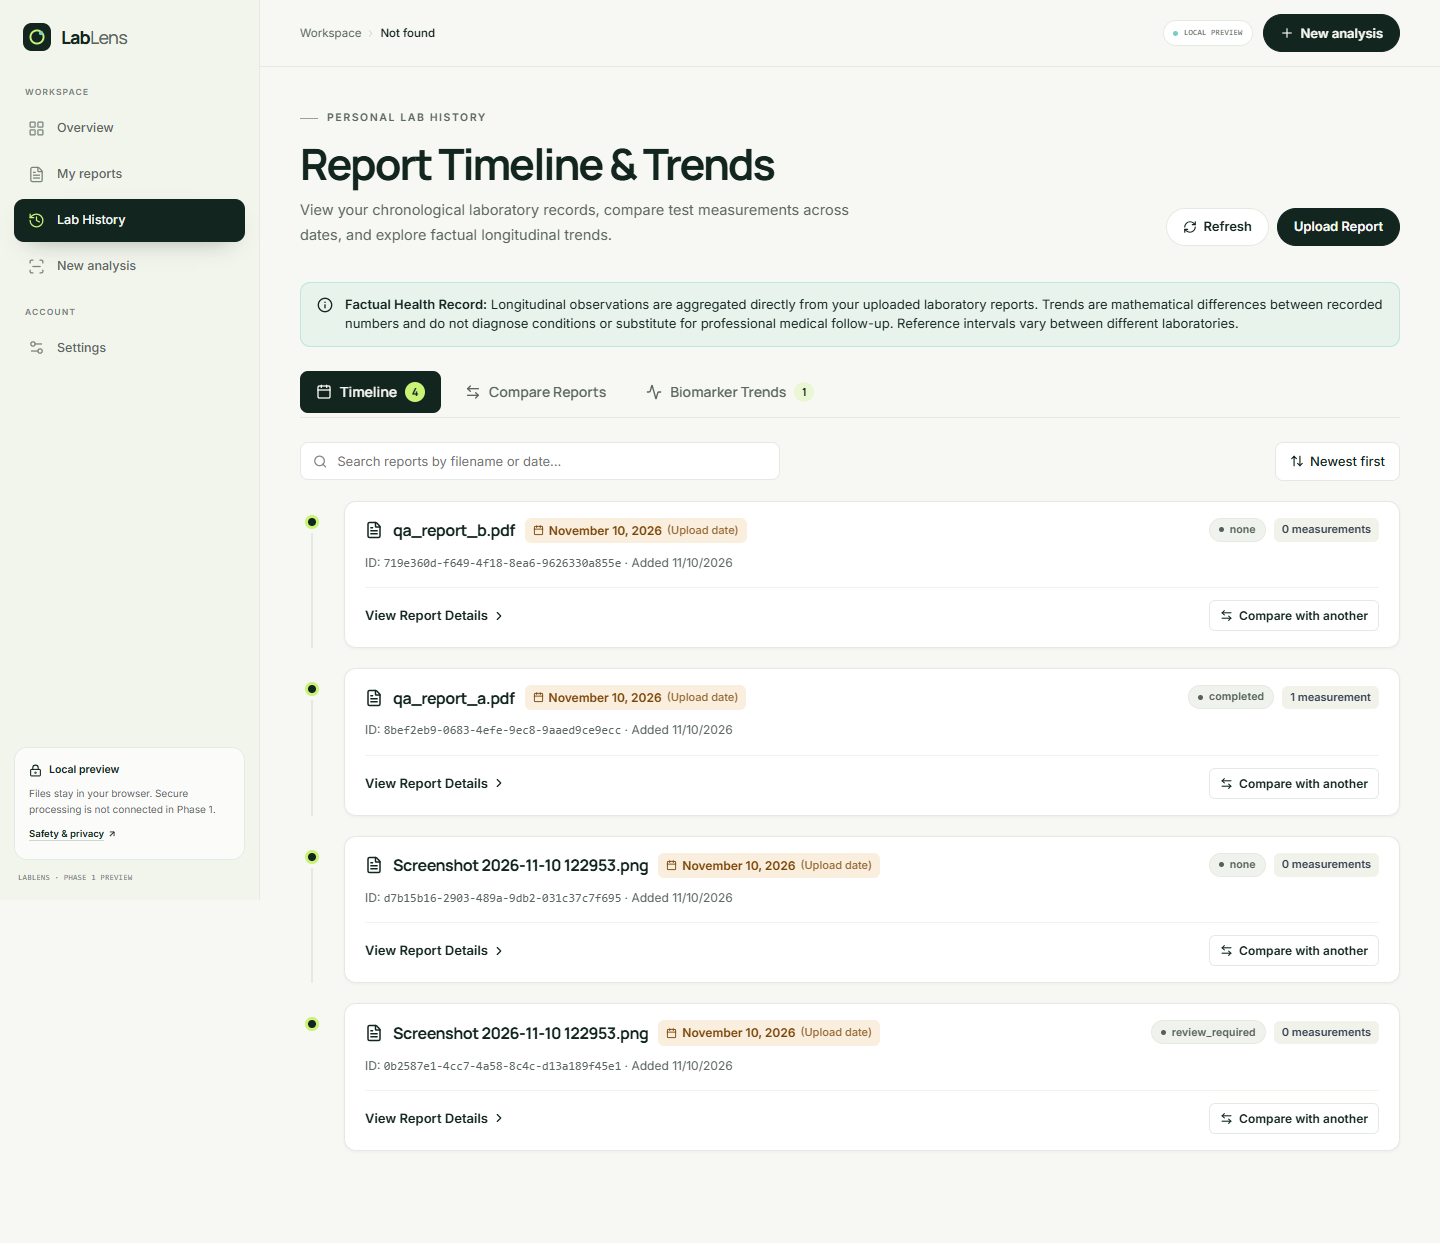 LabLens
WORKSPACE
Overview
My reports
Lab History
New analysis
ACCOUNT
Settings
Local preview
Files stay in your browser. Secure
processing is not connected in Phase 1.
Safety & privacy
LABLENS · PHASE 1 PREVIEW
Workspace
Not found
LOCAL PREVIEW
New analysis
PERSONAL LAB HISTORY
Report Timeline & Trends
View your chronological laboratory records, compare test measurements across
dates, and explore factual longitudinal trends.
Refresh
Upload Report
Factual Health Record: Longitudinal observations are aggregated directly from your uploaded laboratory reports. Trends are mathematical differences between recorded
numbers and do not diagnose conditions or substitute for professional medical follow-up. Reference intervals vary between different laboratories.
Timeline 4
Compare Reports
Biomarker Trends 1
Search reports by filename or date...
Newest first
qa_report_b.pdf November 10, 2026 (Upload date) none 0 measurements
ID: 719e360d-f649-4f18-8ea6-9626330a855e · Added 11/10/2026
View Report Details
Compare with another
qa_report_a.pdf November 10, 2026 (Upload date) completed 1 measurement
ID: 8bef2eb9-0683-4efe-9ec8-9aaed9ce9ecc · Added 11/10/2026
View Report Details
Compare with another
Screenshot 2026-11-10 122953.png November 10, 2026 (Upload date) none 0 measurements
ID: d7b15b16-2903-489a-9db2-031c37c7f695 · Added 11/10/2026
View Report Details
Compare with another
Screenshot 2026-11-10 122953.png November 10, 2026 (Upload date) review_required 0 measurements
ID: 0b2587e1-4cc7-4a58-8c4c-d13a189f45e1 · Added 11/10/2026
View Report Details
Compare with another